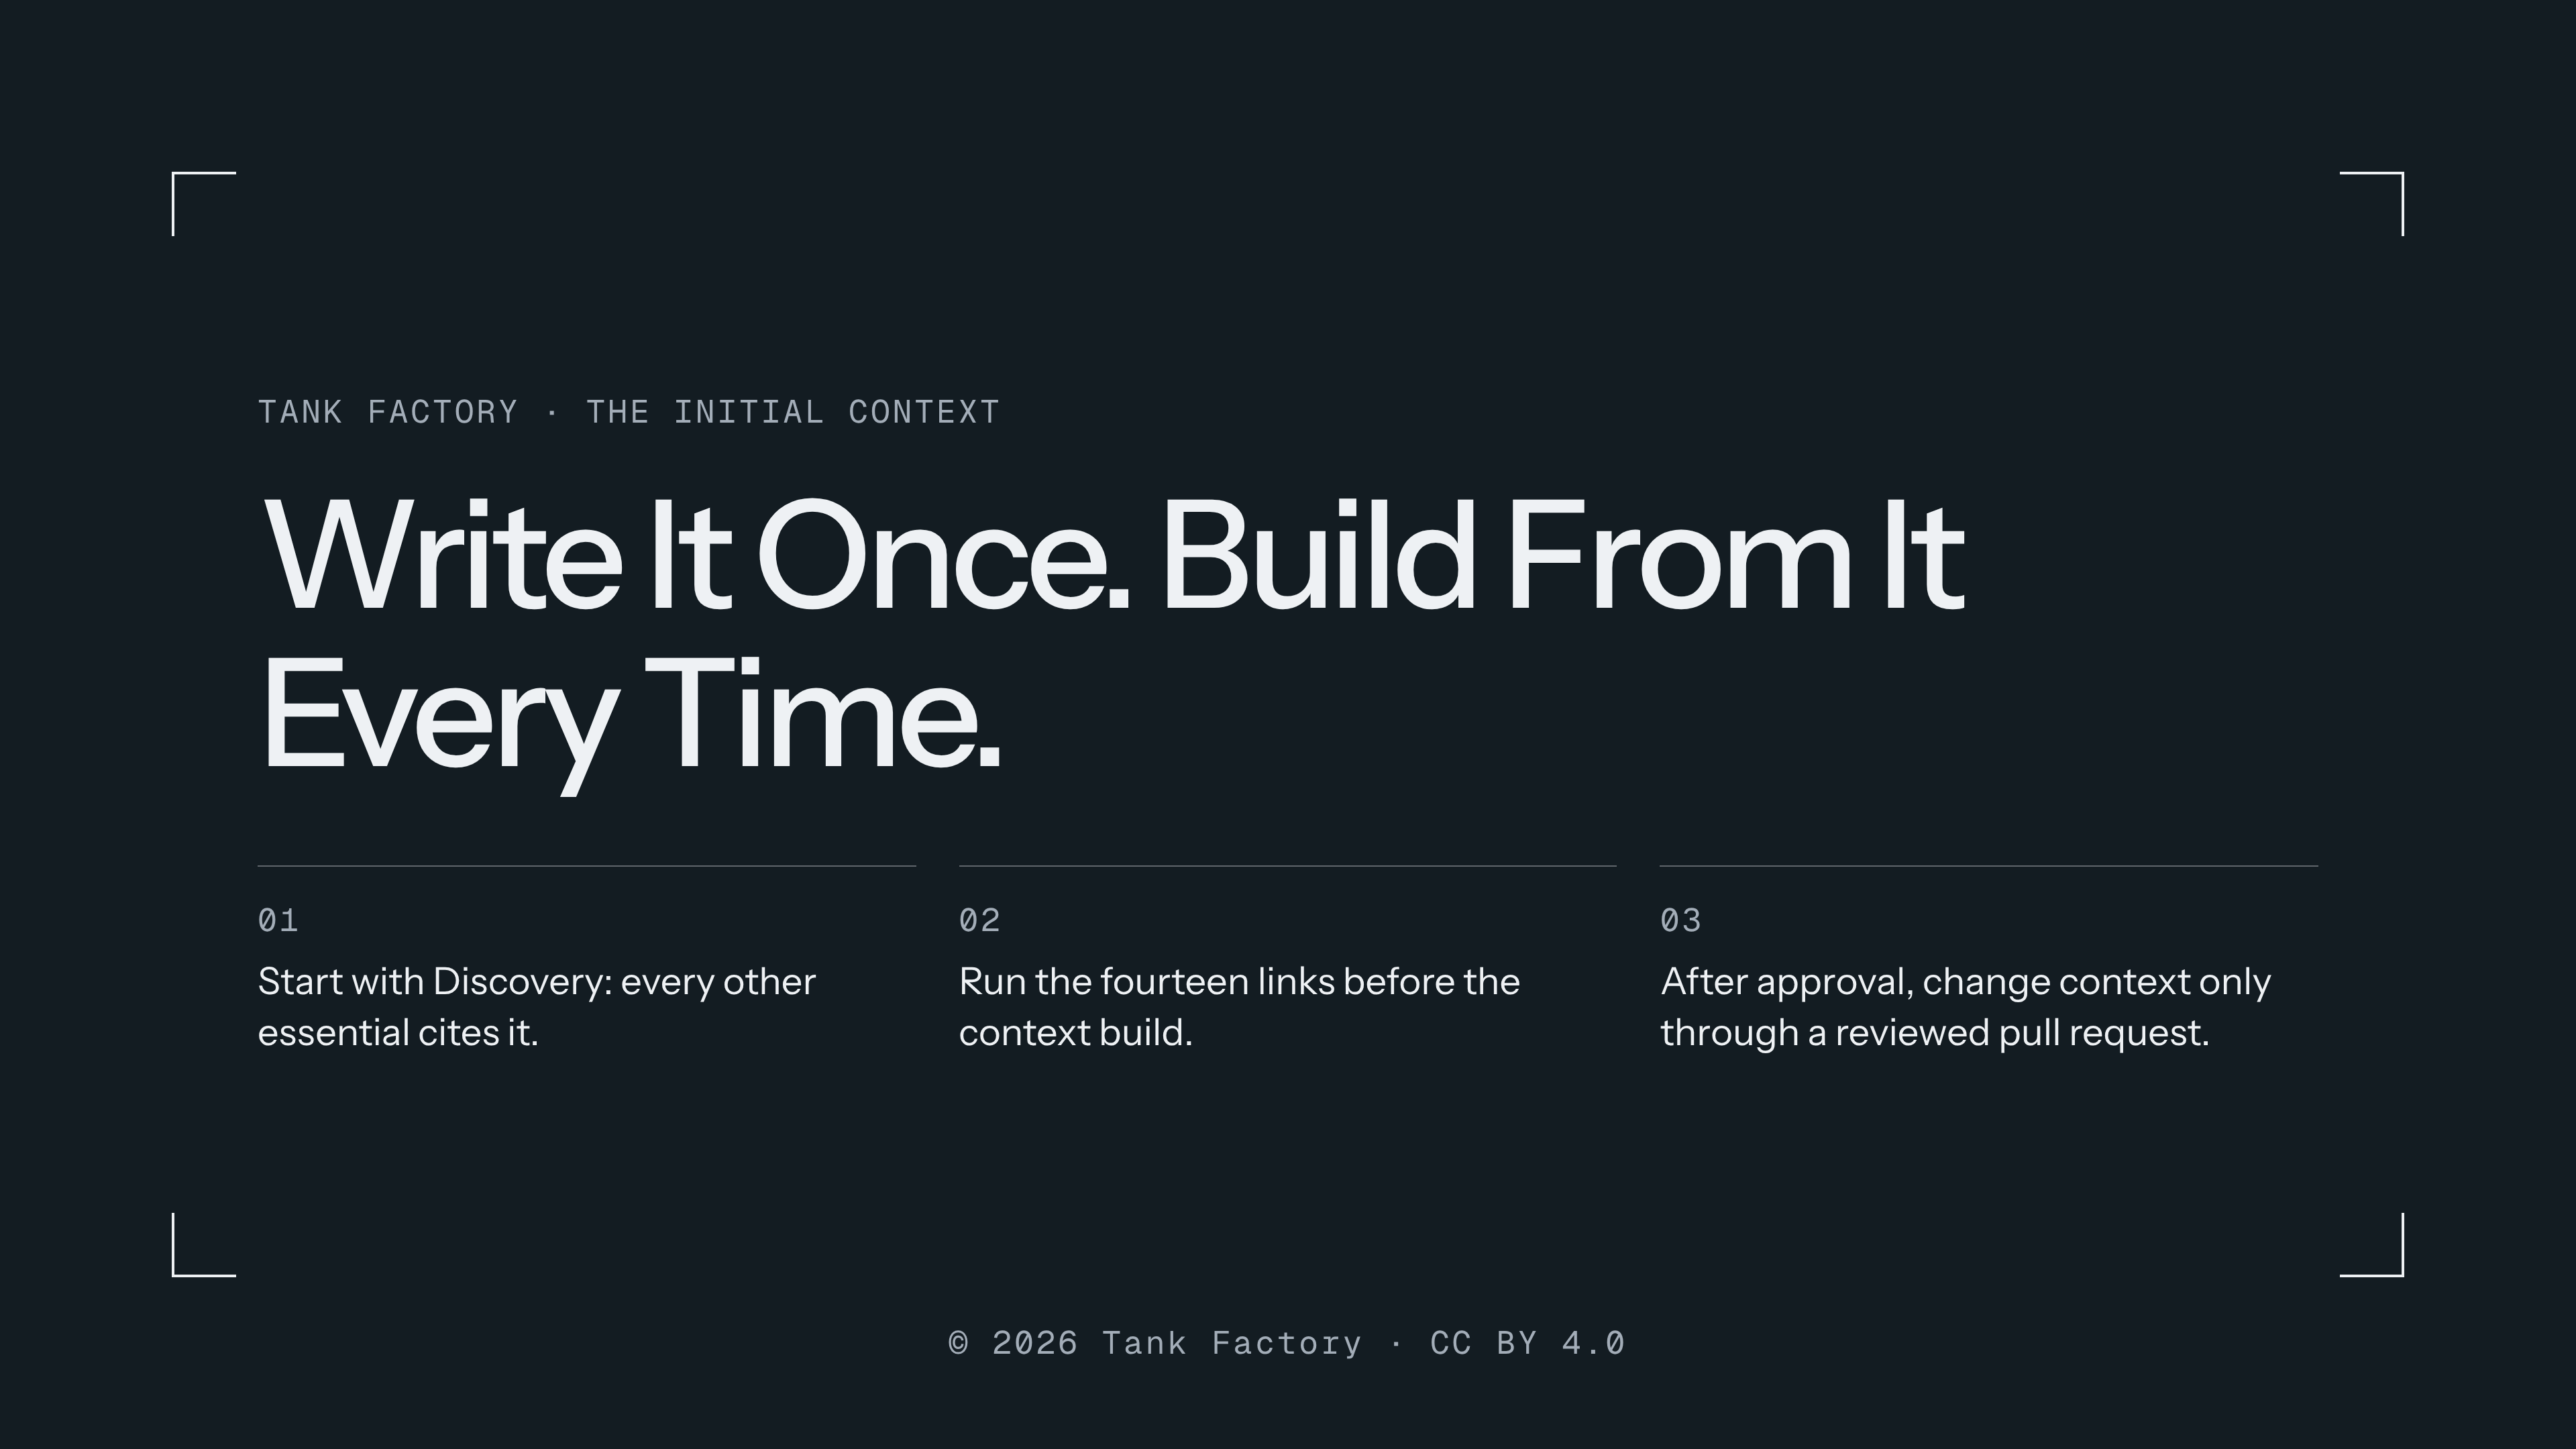 TANK FACTORY · THE INITIAL CONTEXT
Write It Once. Build From It
Every Time.
01
Start with Discovery: every other
essential cites it.
02
Run the fourteen links before the
context build.
03
After approval, change context only
through a reviewed pull request.
© 2026 Tank Factory · CC BY 4.0